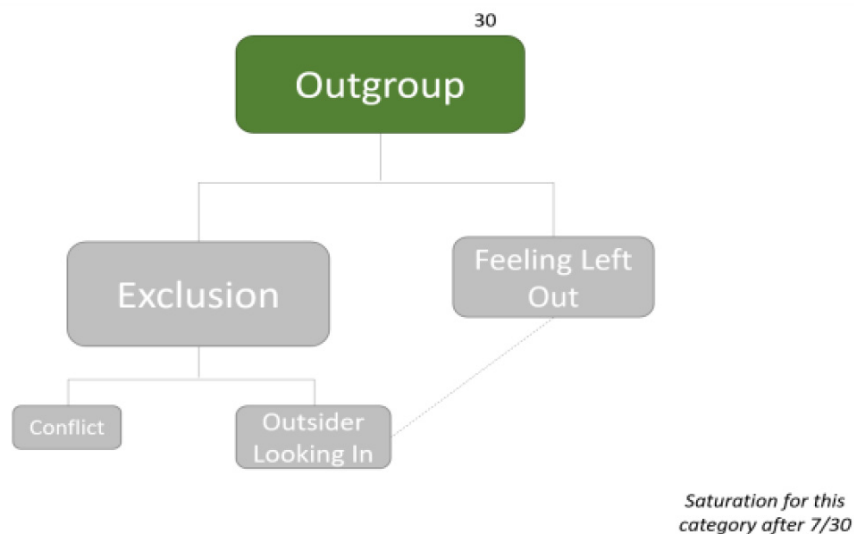 30
Outgroup
Exclusion
Feeling Left
Out
Conflict
Outsider
Looking In
Saturation for this
category after 7/30